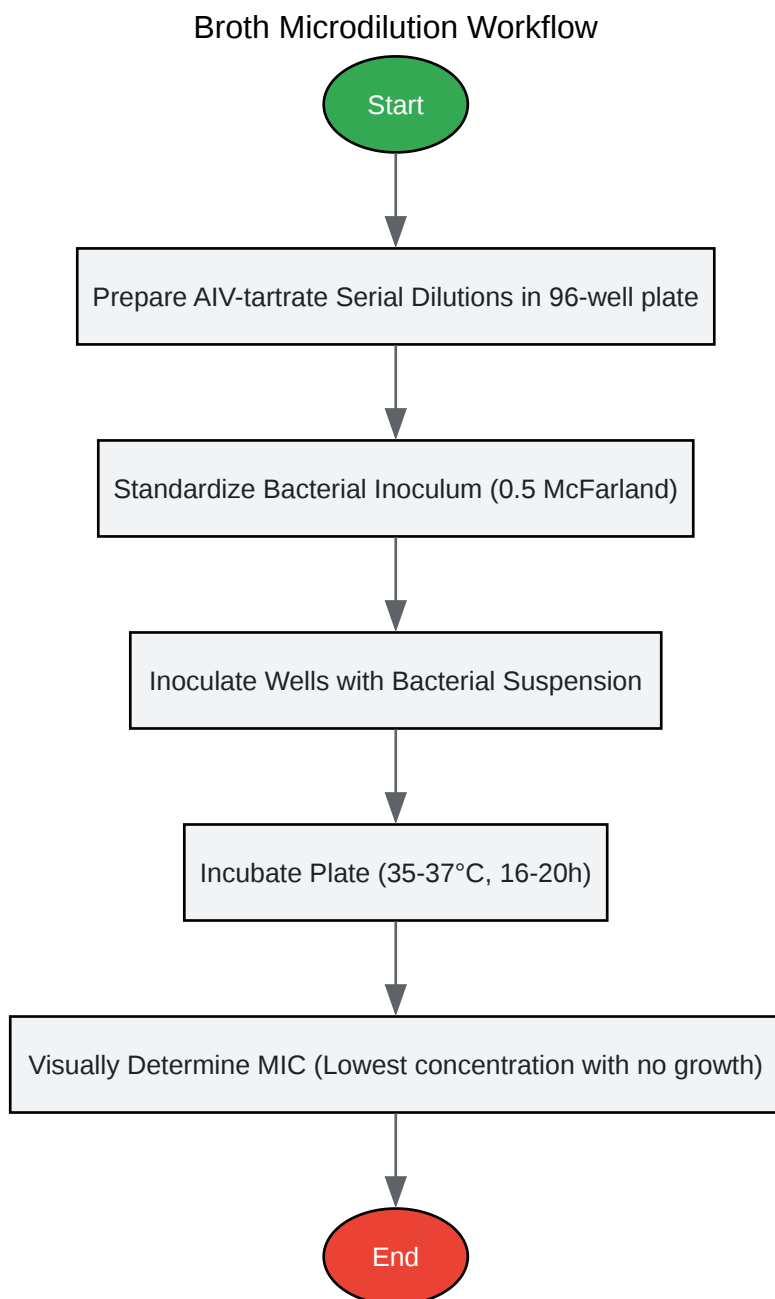 Broth Microdilution Workflow
Start
Prepare AIV-tartrate Serial Dilutions in 96-well plate
Standardize Bacterial Inoculum (0.5 McFarland)
Inoculate Wells with Bacterial Suspension
Incubate Plate (35-37°C, 16-20h)
Visually Determine MIC (Lowest concentration with no growth)
End